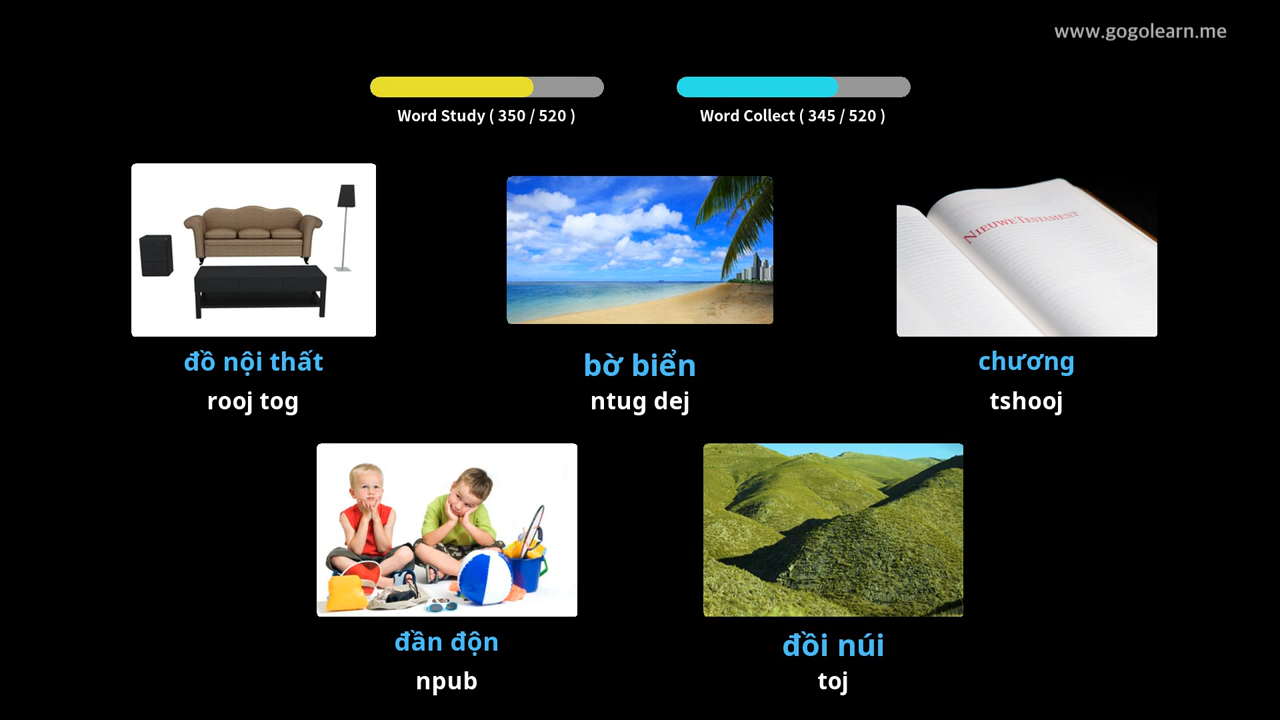 www.gogolearn.me
Word Study ( 350 / 520 )
Word Collect ( 345 / 520 )
NIEUWE TESTAMENT
đồ nội thất
rooj tog
bờ biển
ntug dej
chương
tshooj
đần độn
npub
đồi núi
toj